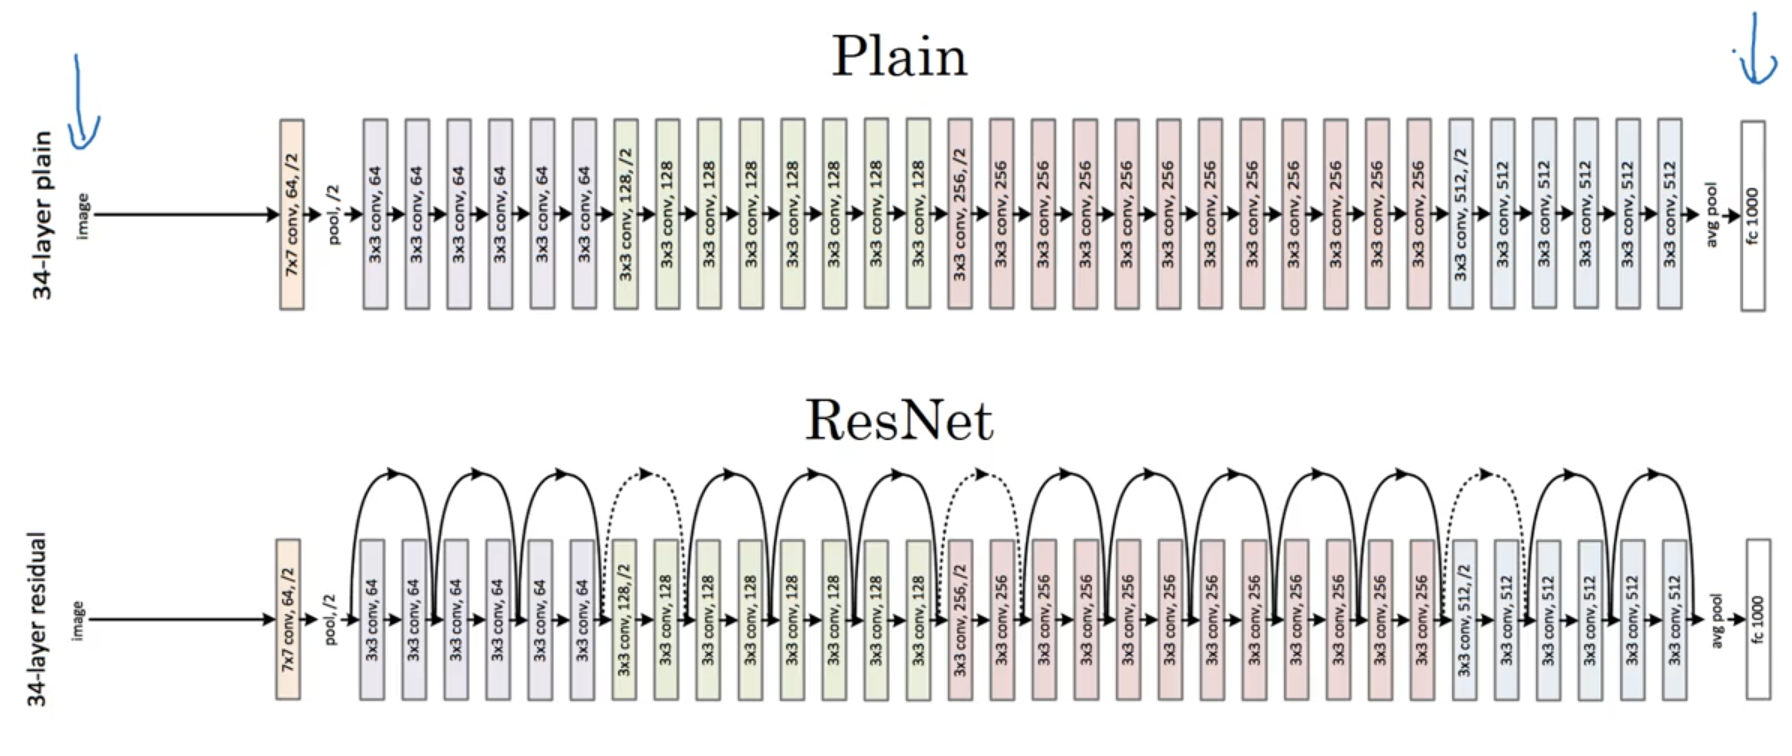 Plain
34-layer plain
image
7x7 conv, 64, /2
pool, /2
3x3 conv, 64
3x3 conv, 64
3x3 conv, 64
3x3 conv, 64
3x3 conv, 64
3x3 conv, 64
3x3 conv, 128, /2
3x3 conv, 128
3x3 conv, 128
3x3 conv, 128
3x3 conv, 128
3x3 conv, 128
3x3 conv, 128
3x3 conv, 128
3x3 conv, 256, /2
3x3 conv, 256
3x3 conv, 256
3x3 conv, 256
3x3 conv, 256
3x3 conv, 256
3x3 conv, 256
3x3 conv, 256
3x3 conv, 256
3x3 conv, 256
3x3 conv, 256
3x3 conv, 256
3x3 conv, 512, /2
3x3 conv, 512
3x3 conv, 512
3x3 conv, 512
3x3 conv, 512
3x3 conv, 512
avg pool
fc 1000
ResNet
34-layer residual
image
7x7 conv, 64, /2
pool, /2
3x3 conv, 64
3x3 conv, 64
3x3 conv, 64
3x3 conv, 64
3x3 conv, 64
3x3 conv, 64
3x3 conv, 128, /2
3x3 conv, 128
3x3 conv, 128
3x3 conv, 128
3x3 conv, 128
3x3 conv, 128
3x3 conv, 128
3x3 conv, 128
3x3 conv, 256, /2
3x3 conv, 256
3x3 conv, 256
3x3 conv, 256
3x3 conv, 256
3x3 conv, 256
3x3 conv, 256
3x3 conv, 256
3x3 conv, 256
3x3 conv, 256
3x3 conv, 256
3x3 conv, 256
3x3 conv, 512, /2
3x3 conv, 512
3x3 conv, 512
3x3 conv, 512
3x3 conv, 512
3x3 conv, 512
avg pool
fc 1000